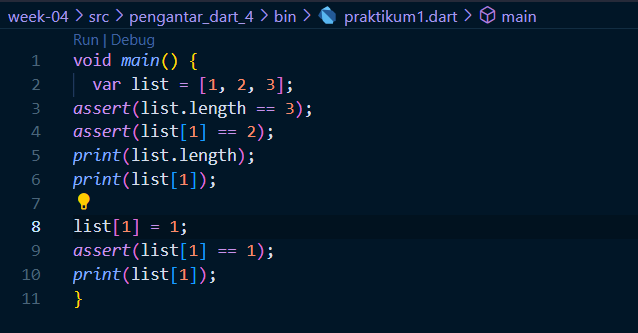 week-04 > src > pengantar_dart_4 > bin > praktikum1.dart > main
Run | Debug
1 void main() {
2   var list = [1, 2, 3];
3 assert(list.length == 3);
4 assert(list[1] == 2);
5 print(list.length);
6 print(list[1]);
7
8 list[1] = 1;
9 assert(list[1] == 1);
10 print(list[1]);
11 }